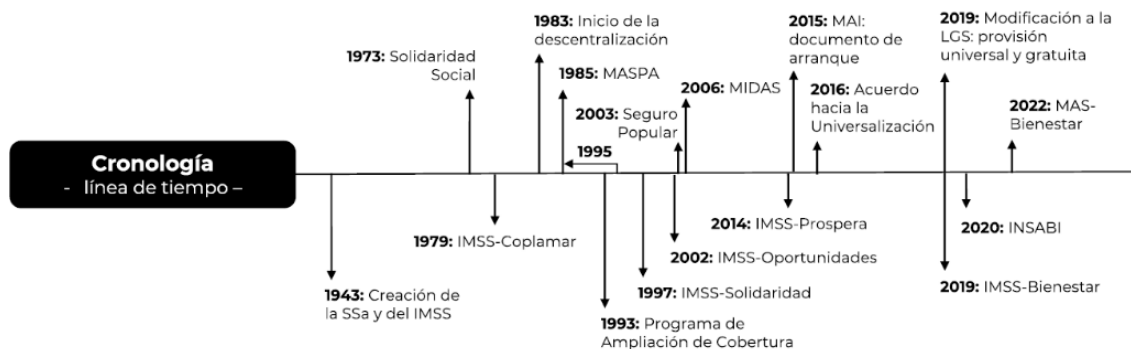 Cronología
- línea de tiempo –
1973: Solidaridad
Social
1983: Inicio de la
descentralización
1985: MASPA
2003: Seguro
Popular
1995
2006: MIDAS
2015: MAI:
documento de
arranque
2016: Acuerdo
hacia la
Universalización
2019: Modificación a la
LGS: provisión
universal y gratuita
2022: MAS-
Bienestar
1943: Creación de
la SSa y del IMSS
1979: IMSS-Coplamar
1993: Programa de
Ampliación de Cobertura
1997: IMSS-Solidaridad
2002: IMSS-Oportunidades
2014: IMSS-Prospera
2020: INSABI
2019: IMSS-Bienestar